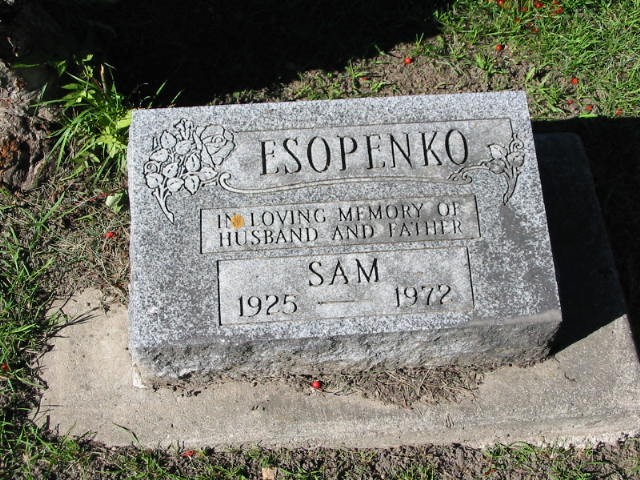 ESOPENKO
IN LOVING MEMORY OF
HUSBAND AND FATHER
SAM
1925 — 1972